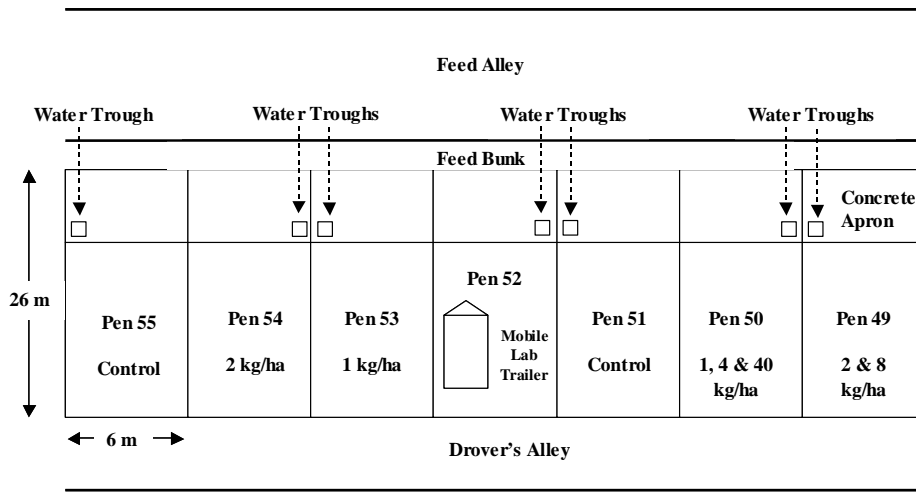 Feed Alley
Water Trough
Water Troughs
Water Troughs
Water Troughs
Feed Bunk
Concrete
Apron
26 m
Pen 55
Control
Pen 54
2 kg/ha
Pen 53
1 kg/ha
Pen 52
Mobile
Lab
Trailer
Pen 51
Control
Pen 50
1, 4 & 40
kg/ha
Pen 49
2 & 8
kg/ha
6 m
Drover's Alley